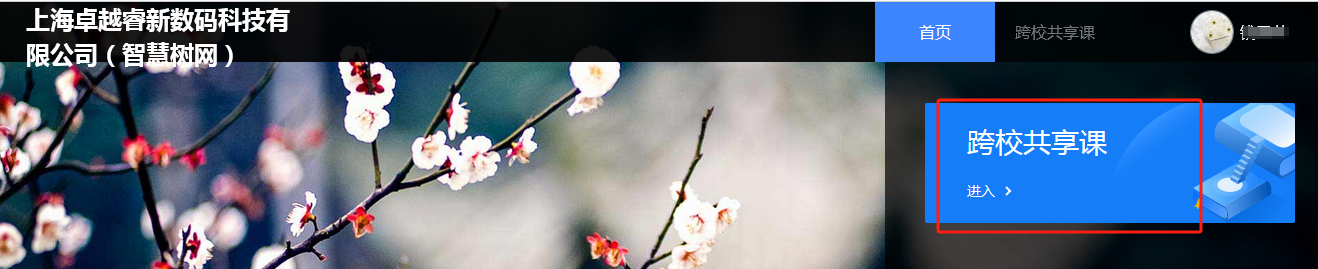 上海卓越睿新数码科技有
限公司（智慧树网）
首页
跨校共享课
跨校共享课
进入